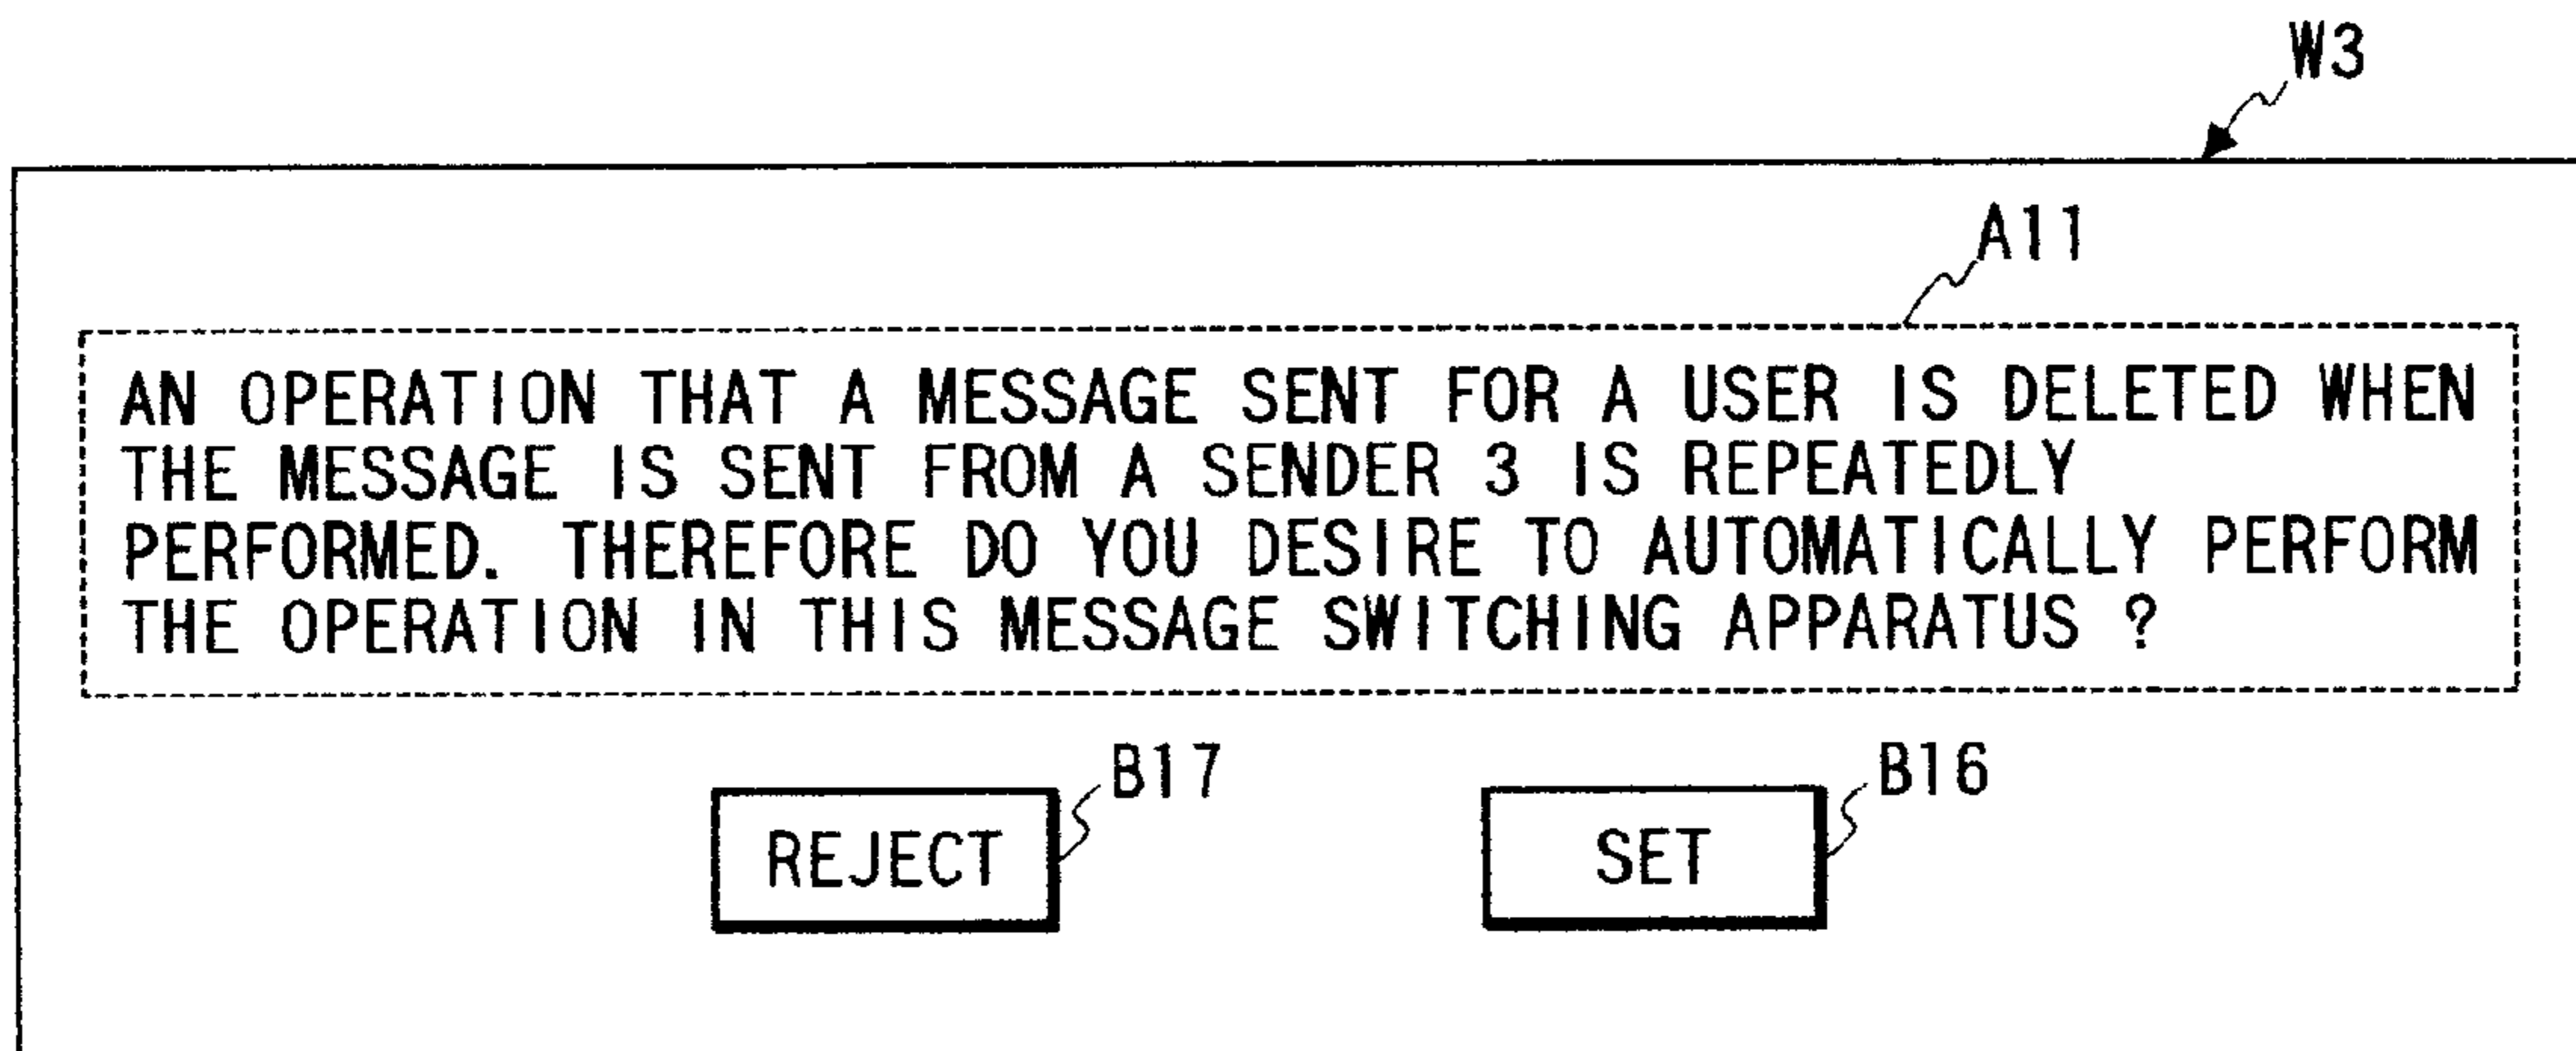 W3
A11
AN OPERATION THAT A MESSAGE SENT FOR A USER IS DELETED WHEN
THE MESSAGE IS SENT FROM A SENDER 3 IS REPEATEDLY
PERFORMED. THEREFORE DO YOU DESIRE TO AUTOMATICALLY PERFORM
THE OPERATION IN THIS MESSAGE SWITCHING APPARATUS ?
B17
B16
REJECT
SET